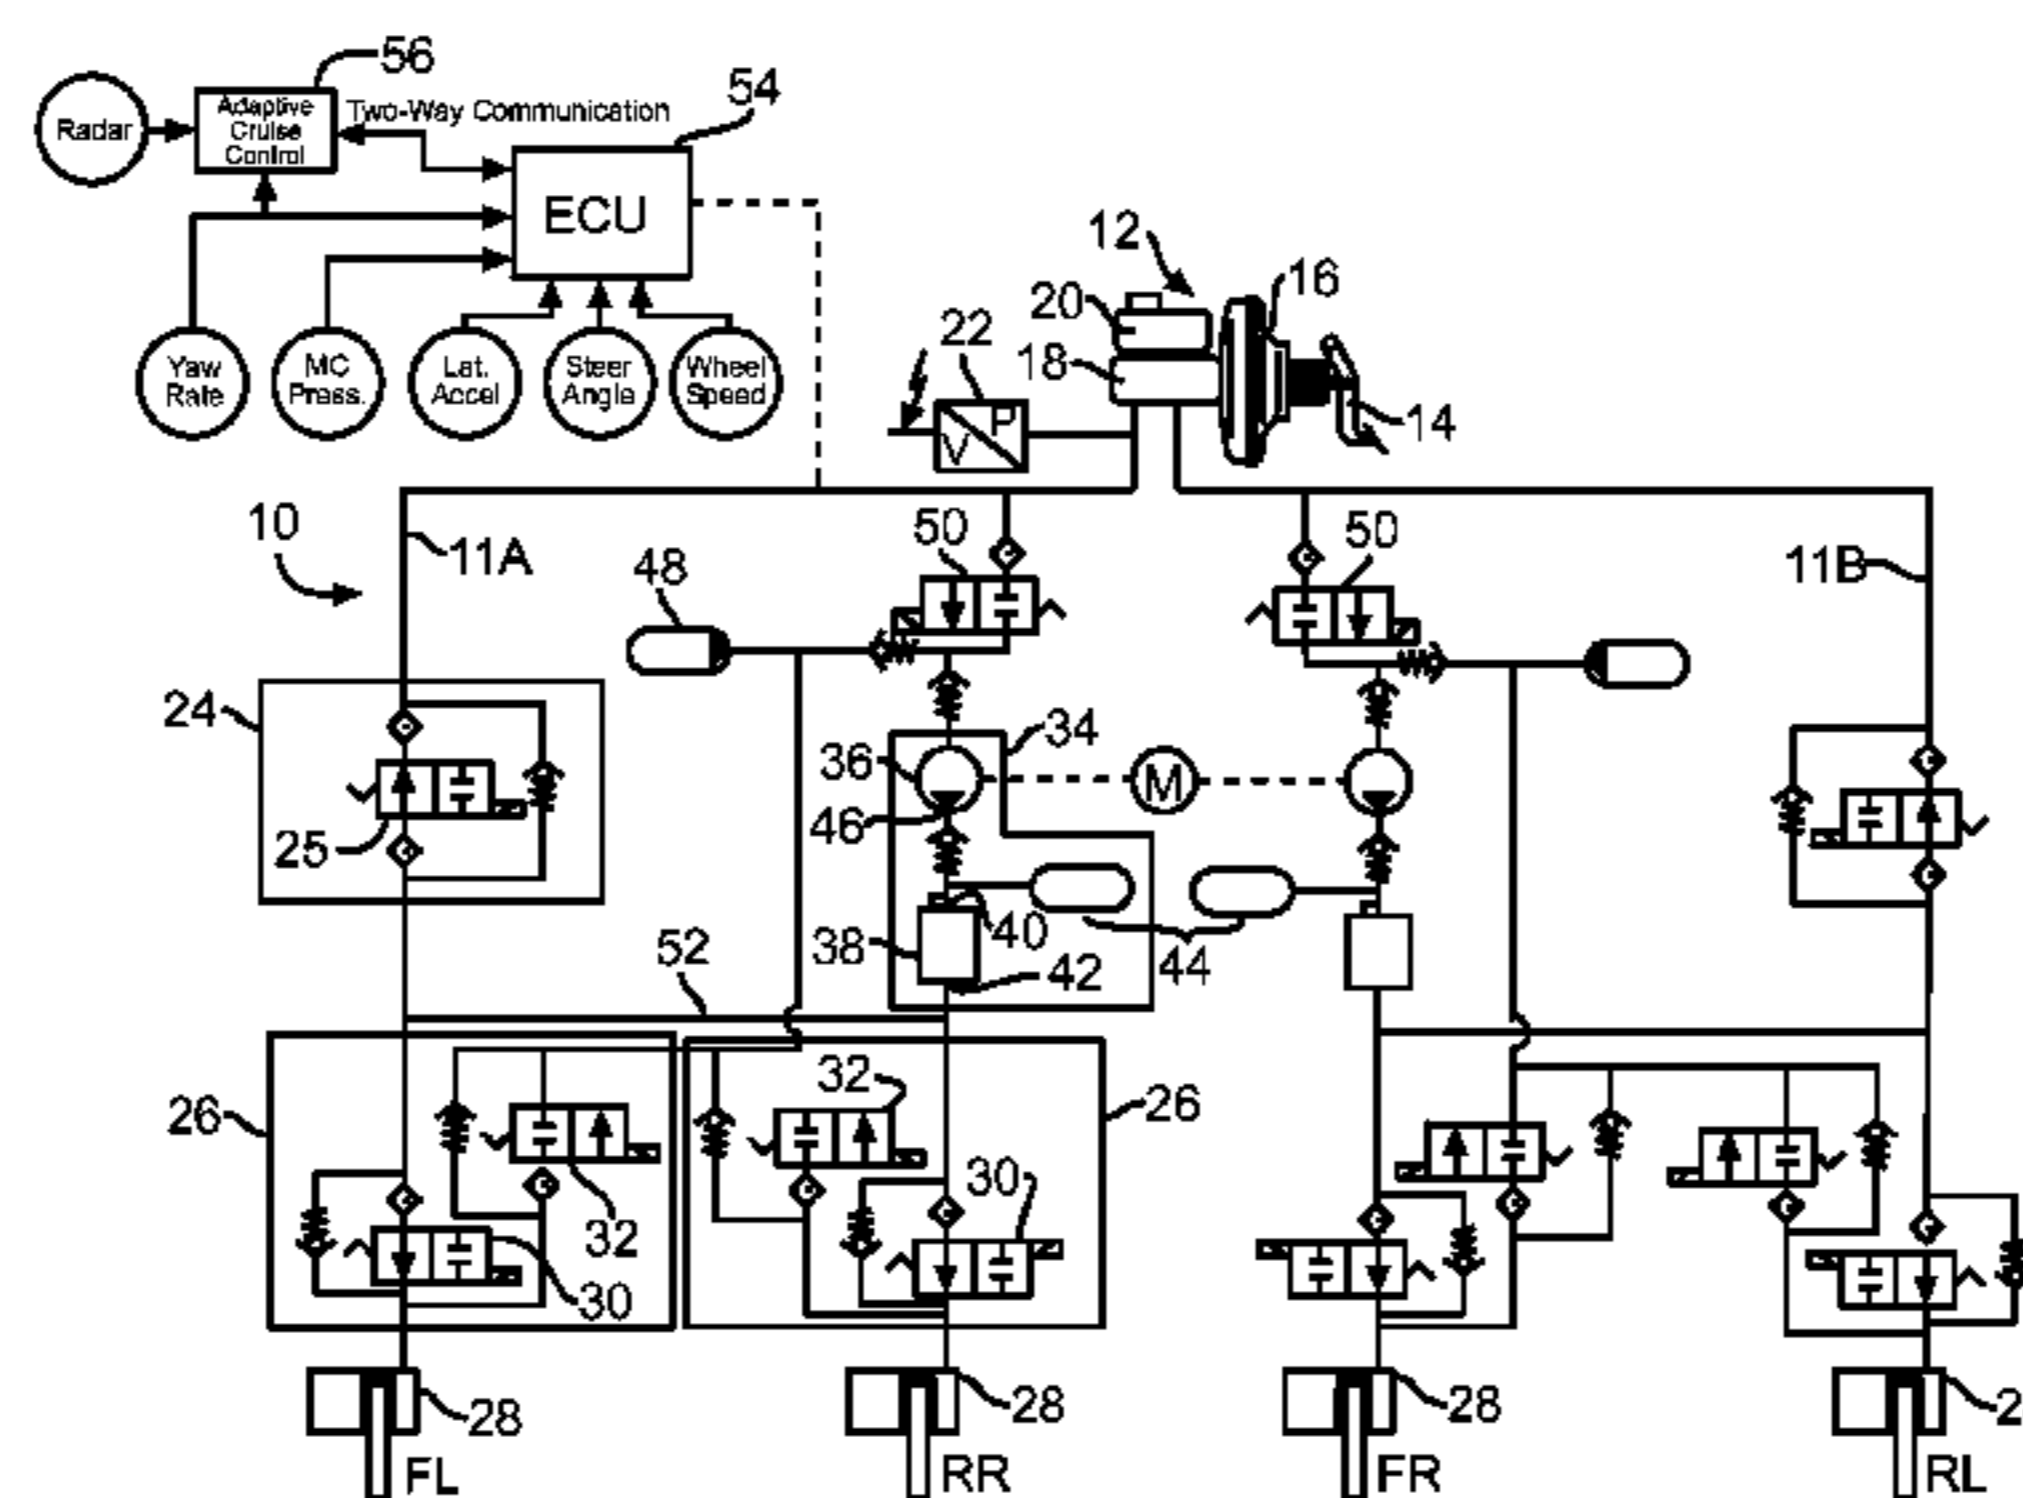 56
54
Radar
Adaptive
Cruise
Control
Two-Way Communication
ECU
Yaw
Rate
MC
Press.
Lat.
Accel
Steer
Angle
Wheel
Speed
12
16
20
22
18
P
V
14
10
11A
50
50
11B
48
24
34
36
M
46
25
40
38
44
42
52
32
26
26
30
32
30
28
28
28
2
FL
RR
FR
RL